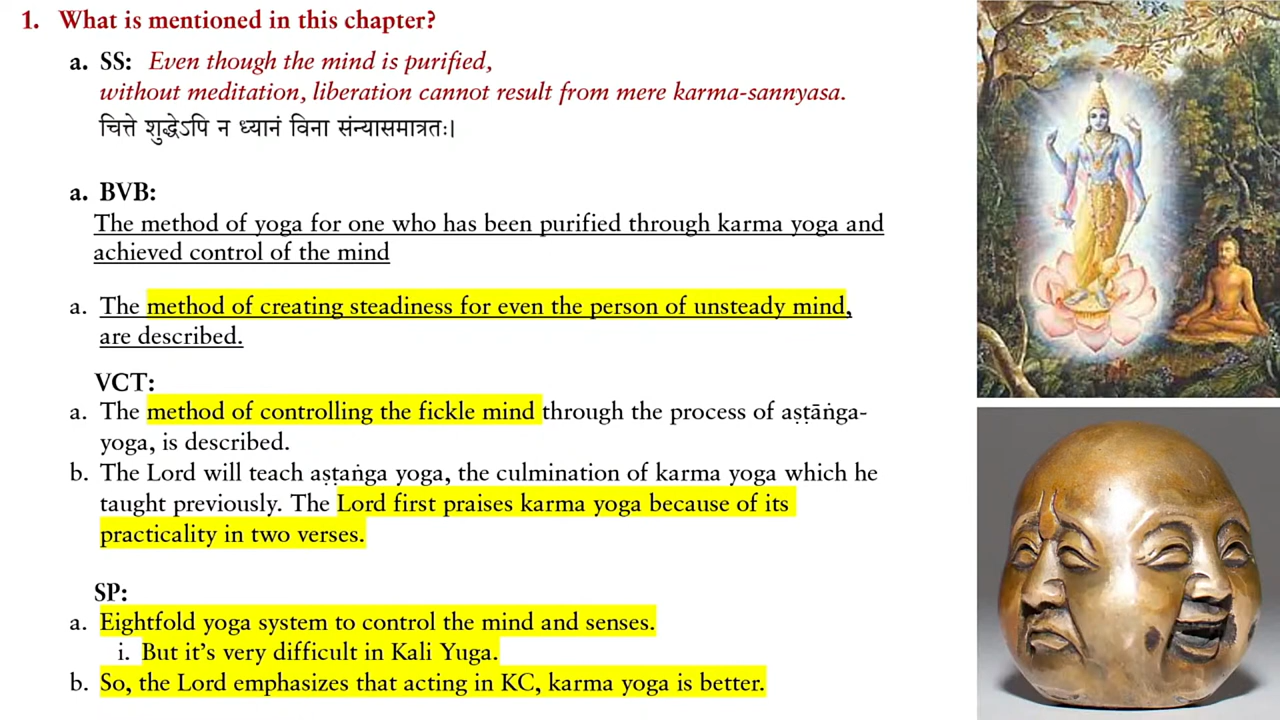 1. What is mentioned in this chapter?
a. SS: Even though the mind is purified,
without meditation, liberation cannot result from mere karma-sannyasa.
चित्ते शुद्धेऽपि न ध्यानं विना संन्यासमात्रतः।
a. BVB:
The method of yoga for one who has been purified through karma yoga and
achieved control of the mind
a. The method of creating steadiness for even the person of unsteady mind,
are described.
VCT:
a. The method of controlling the fickle mind through the process of aṣṭāṅga-
yoga, is described.
b. The Lord will teach aṣṭaṅga yoga, the culmination of karma yoga which he
taught previously. The Lord first praises karma yoga because of its
practicality in two verses.
SP:
a. Eightfold yoga system to control the mind and senses.
i. But it's very difficult in Kali Yuga.
b. So, the Lord emphasizes that acting in KC, karma yoga is better.